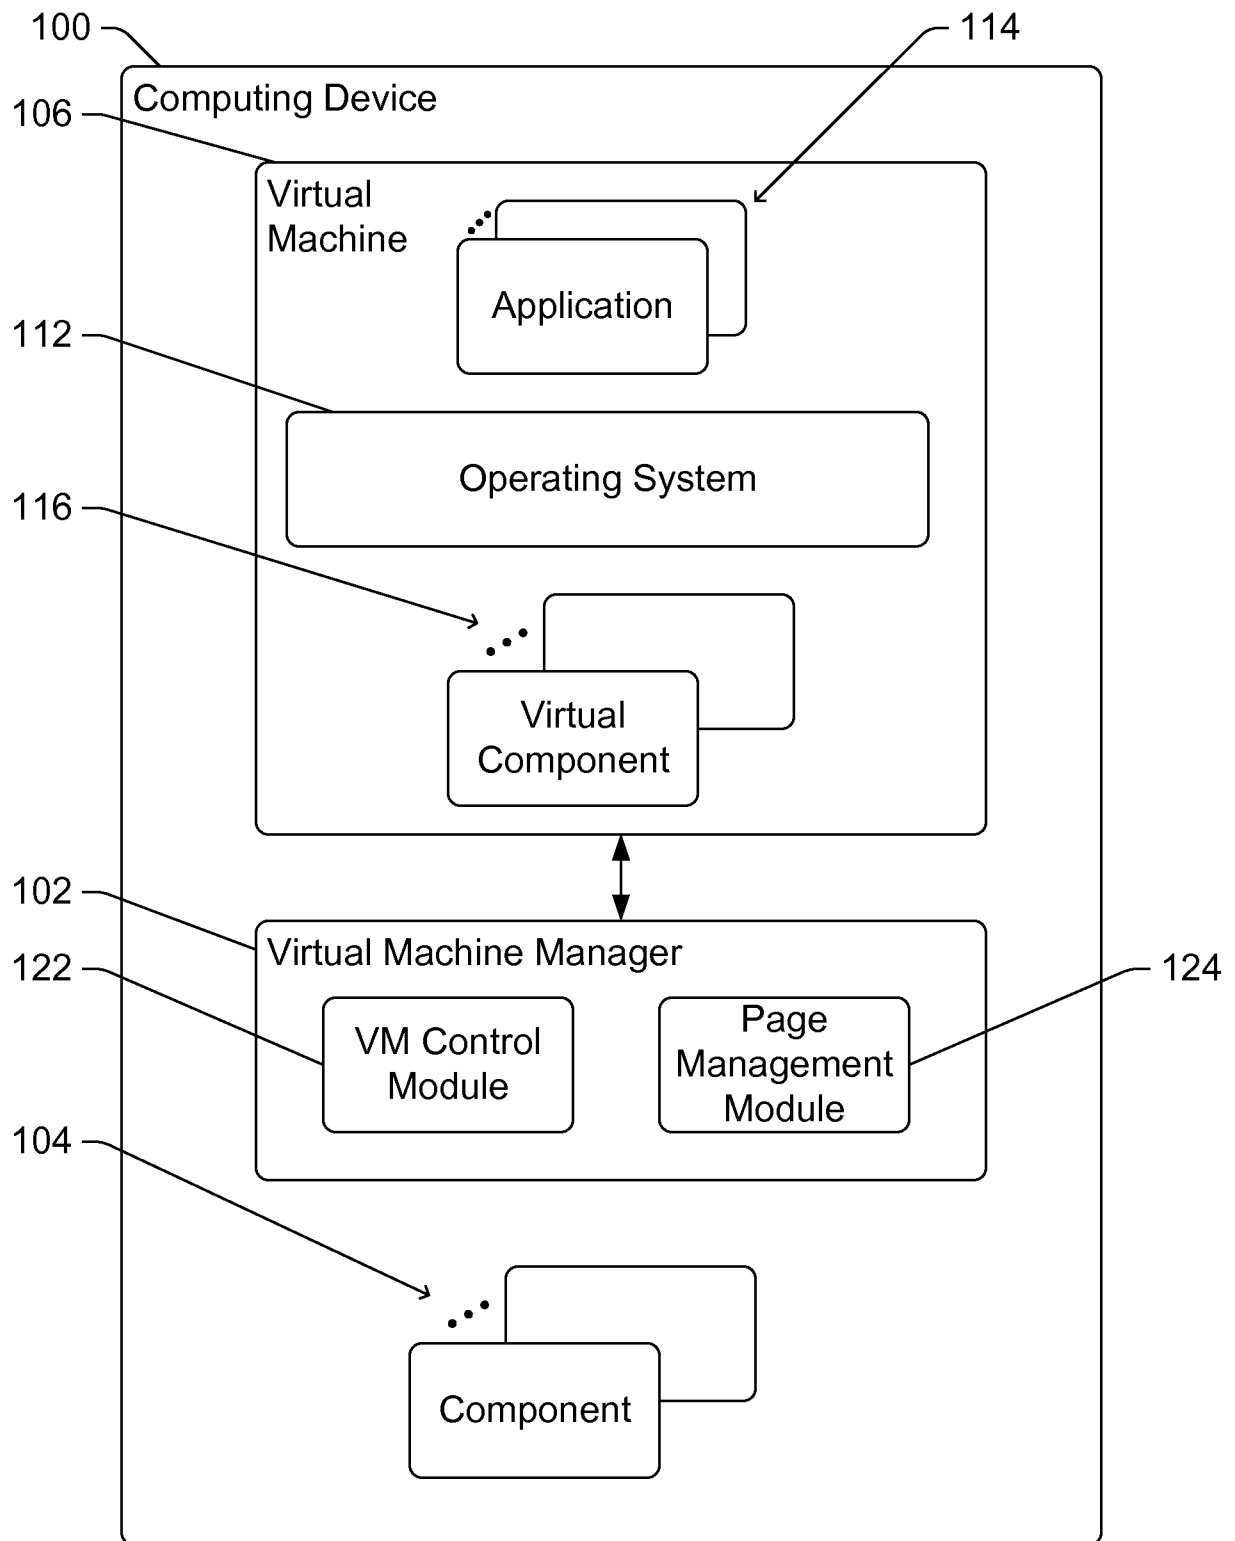 100
114
Computing Device
106
Virtual
Machine
Application
112
Operating System
116
Virtual
Component
102
Virtual Machine Manager
122
124
VM Control
Module
Page
Management
Module
104
Component